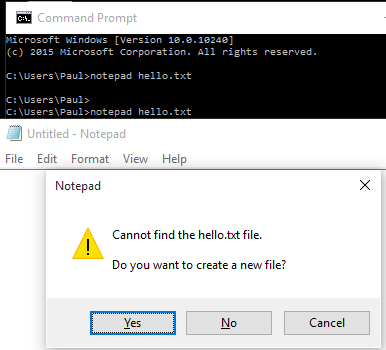 Command Prompt
Microsoft Windows [Version 10.0.10240]
(c) 2015 Microsoft Corporation. All rights reserved.
C:\Users\Paul>notepad hello.txt
C:\Users\Paul>
C:\Users\Paul>notepad hello.txt
Untitled - Notepad
File Edit Format View Help
Notepad
Cannot find the hello.txt file.
Do you want to create a new file?
Yes No Cancel